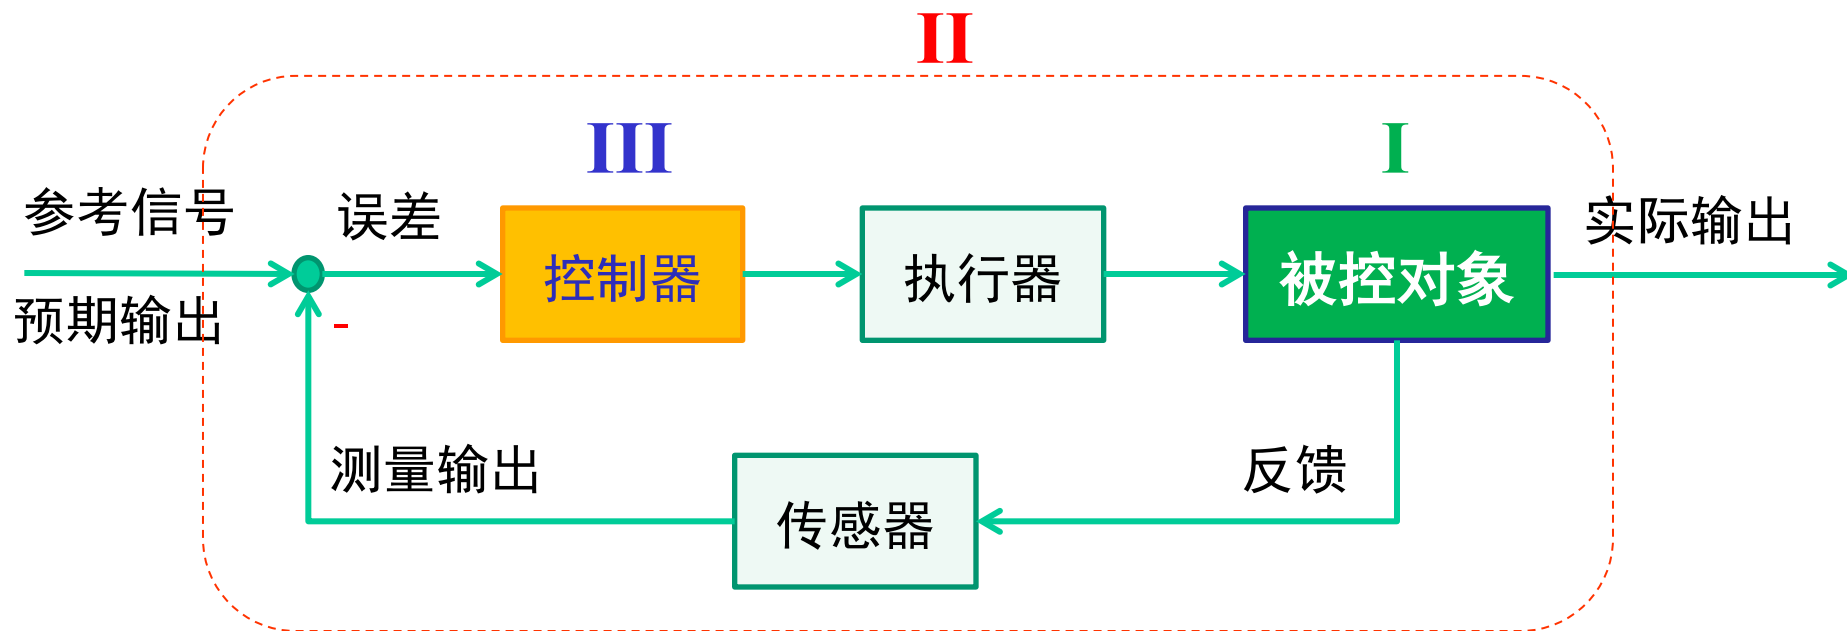 II
III
I
参考信号
误差
实际输出
控制器
执行器
被控对象
预期输出
-
测量输出
反馈
传感器